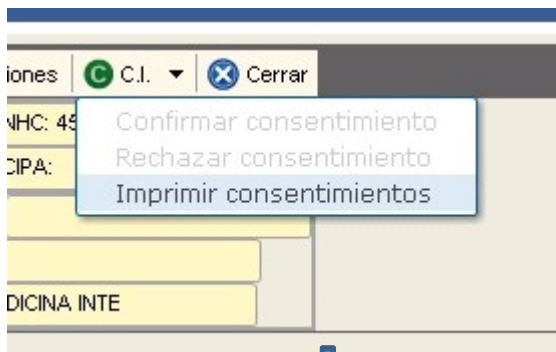 iones C C.I. Cerrar
NHC: 45
CIPA:
Confirmar consentimiento
Rechazar consentimiento
Imprimir consentimientos
DICINA INTE